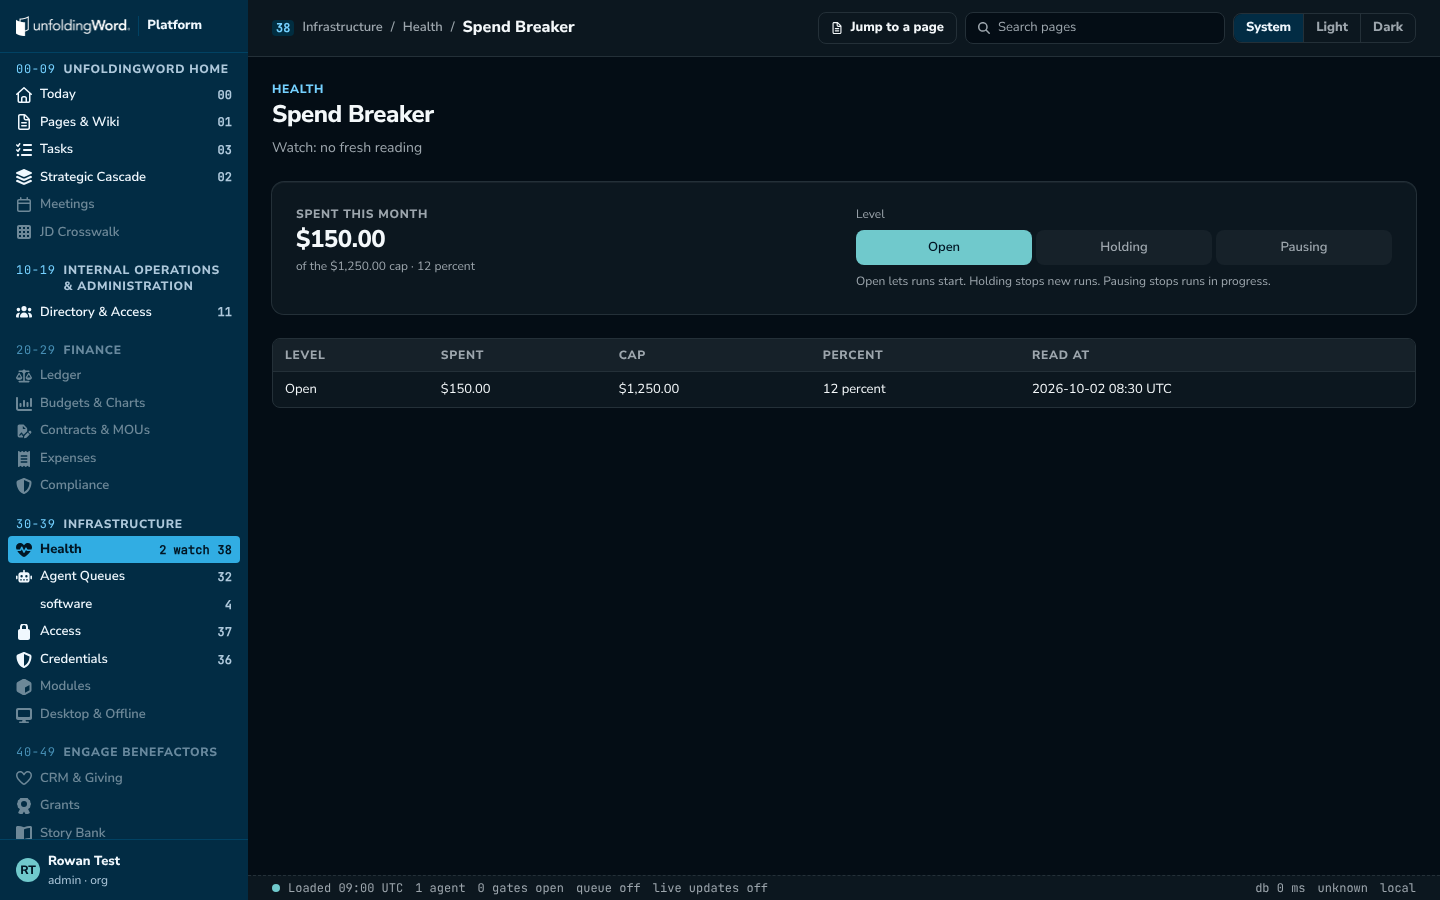 unfoldingWord. Platform
00-09 UNFOLDINGWORD HOME
Today 00
Pages & Wiki 01
Tasks 03
Strategic Cascade 02
Meetings
JD Crosswalk
10-19 INTERNAL OPERATIONS
& ADMINISTRATION
Directory & Access 11
20-29 FINANCE
Ledger
Budgets & Charts
Contracts & MOUs
Expenses
Compliance
30-39 INFRASTRUCTURE
Health 2 watch 38
Agent Queues 32
software 4
Access 37
Credentials 36
Modules
Desktop & Offline
40-49 ENGAGE BENEFACTORS
CRM & Giving
Grants
Story Bank
RT Rowan Test
admin · org
38 Infrastructure / Health / Spend Breaker
Jump to a page
Search pages
System Light Dark
HEALTH
Spend Breaker
Watch: no fresh reading
SPENT THIS MONTH
$150.00
of the $1,250.00 cap · 12 percent
Level
Open Holding Pausing
Open lets runs start. Holding stops new runs. Pausing stops runs in progress.
LEVEL SPENT CAP PERCENT READ AT
Open $150.00 $1,250.00 12 percent 2026-10-02 08:30 UTC
Loaded 09:00 UTC 1 agent 0 gates open queue off live updates off
db 0 ms unknown local